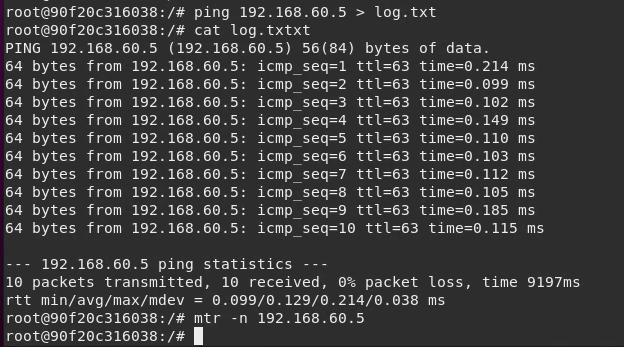 root@90f20c316038:/# ping 192.168.60.5 > log.txt
root@90f20c316038:/# cat log.txtxt
PING 192.168.60.5 (192.168.60.5) 56(84) bytes of data.
64 bytes from 192.168.60.5: icmp_seq=1 ttl=63 time=0.214 ms
64 bytes from 192.168.60.5: icmp_seq=2 ttl=63 time=0.099 ms
64 bytes from 192.168.60.5: icmp_seq=3 ttl=63 time=0.102 ms
64 bytes from 192.168.60.5: icmp_seq=4 ttl=63 time=0.149 ms
64 bytes from 192.168.60.5: icmp_seq=5 ttl=63 time=0.110 ms
64 bytes from 192.168.60.5: icmp_seq=6 ttl=63 time=0.103 ms
64 bytes from 192.168.60.5: icmp_seq=7 ttl=63 time=0.112 ms
64 bytes from 192.168.60.5: icmp_seq=8 ttl=63 time=0.105 ms
64 bytes from 192.168.60.5: icmp_seq=9 ttl=63 time=0.185 ms
64 bytes from 192.168.60.5: icmp_seq=10 ttl=63 time=0.115 ms
--- 192.168.60.5 ping statistics ---
10 packets transmitted, 10 received, 0% packet loss, time 9197ms
rtt min/avg/max/mdev = 0.099/0.129/0.214/0.038 ms
root@90f20c316038:/# mtr -n 192.168.60.5
root@90f20c316038:/#